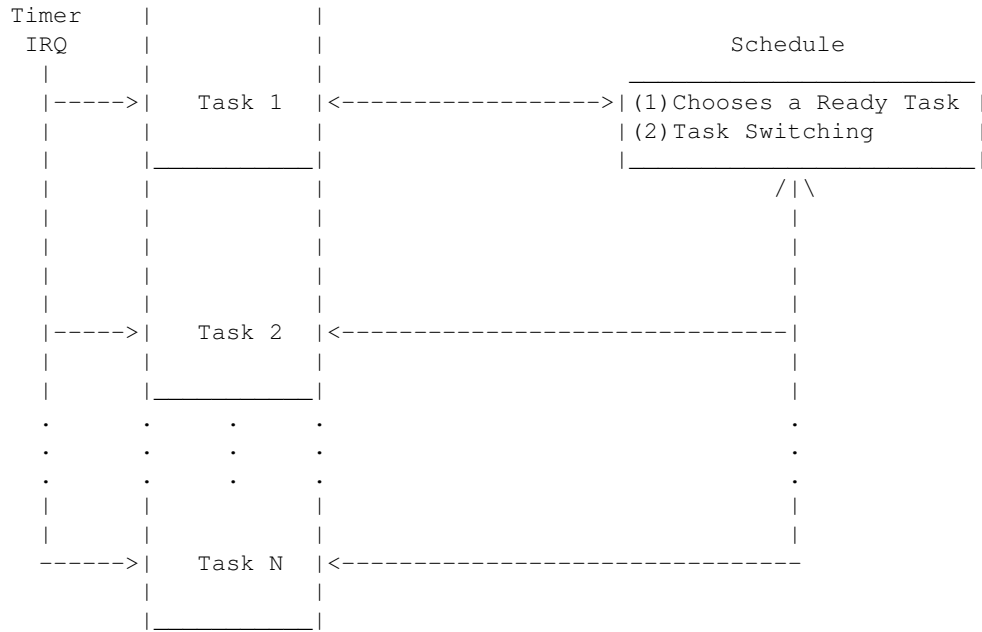 Timer
IRQ
Schedule
Task 1
(1)Chooses a Ready Task
(2)Task Switching
Task 2
Task N